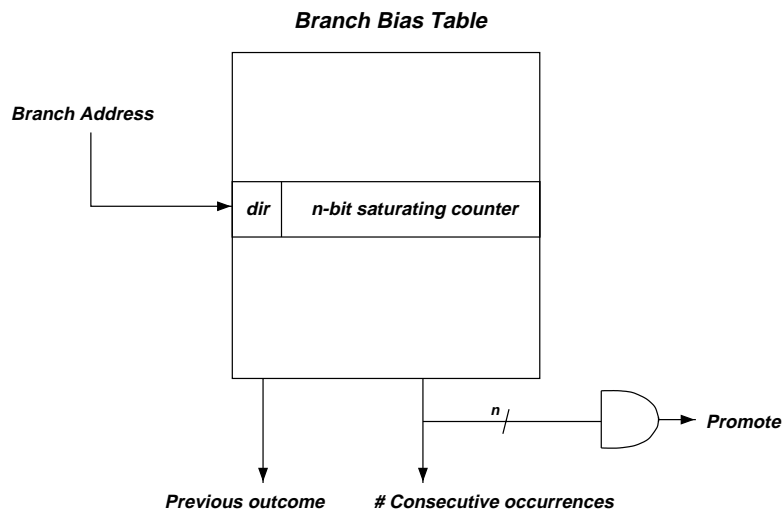 Branch Bias Table
Branch Address
dir
n-bit saturating counter
n
Promote
Previous outcome
# Consecutive occurrences